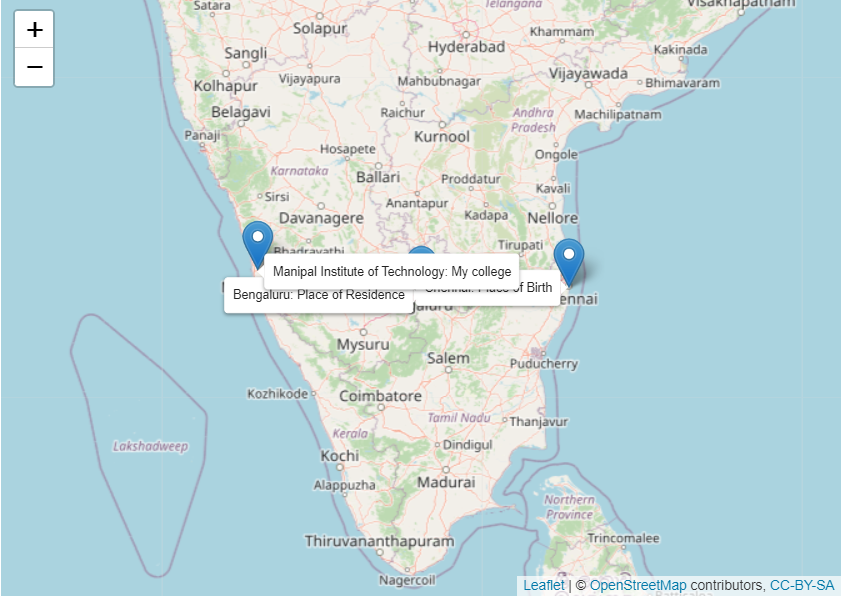 +
−
Satara
Solapur
Telangana
Visakhapatnam
Khammam
Hyderabad
Kakinada
Sangli
Vijayapura
Mahbubnagar
Vijayawada
Bhimavaram
Kolhapur
Belagavi
Raichur
Andhra
Pradesh
Machilipatnam
Panaji
Kurnool
Hosapete
Ongole
Karnataka
Ballari
Proddatur
Kavali
Sirsi
Anantapur
Kadapa
Nellore
Davanagere
Tirupati
Bhadravathi
Manipal Institute of Technology: My college
Chennai: Place of Birth
Bengaluru: Place of Residence
Mysuru
Salem
Puducherry
Kozhikode
Coimbatore
Tamil Nadu
Thanjavur
Kerala
Dindigul
Lakshadweep
Kochi
Madurai
Alappuzha
Northern
Province
Thiruvananthapuram
Trincomalee
Nagercoil
Leaflet | © OpenStreetMap contributors, CC-BY-SA